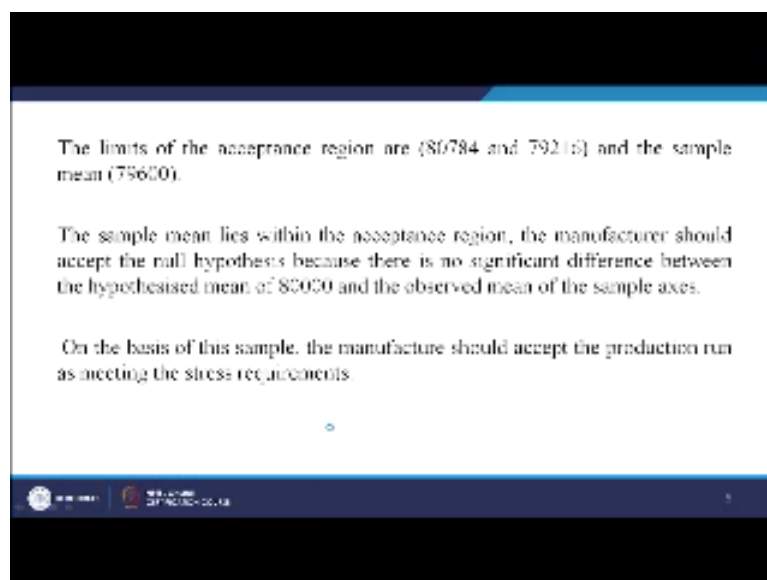 The limits of the acceptance region are (80784 and 79216) and the sample
mean (79600).
The sample mean lies within the acceptance region, the manufacturer should
accept the null hypothesis because there is no significant difference between
the hypothesised mean of 80000 and the observed mean of the sample axes.
On the basis of this sample, the manufacture should accept the production run
as meeting the stress requirements
CERTIFICATION COURSE